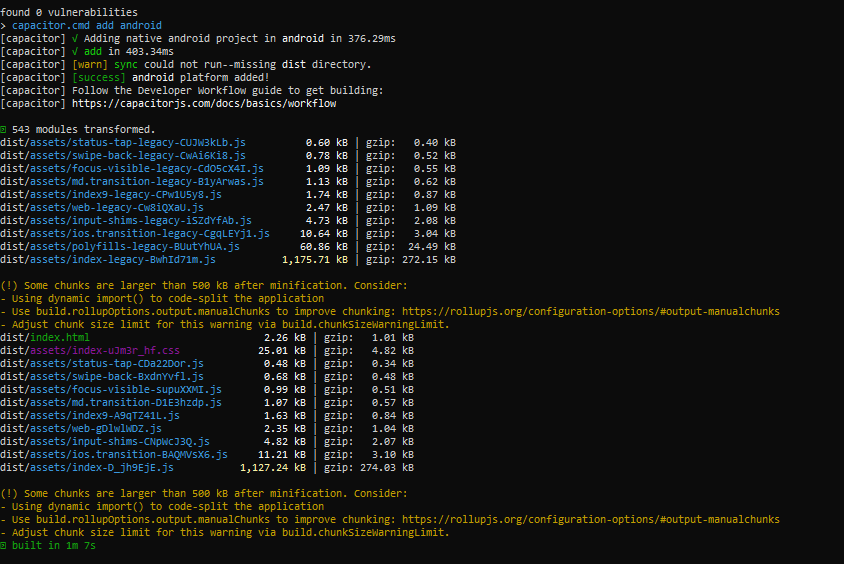 found 0 vulnerabilities
> capacitor.cmd add android
[capacitor] √ Adding native android project in android in 376.29ms
[capacitor] √ add in 403.34ms
[capacitor] [warn] sync could not run--missing dist directory.
[capacitor] [success] android platform added!
[capacitor] Follow the Developer Workflow guide to get building:
[capacitor] https://capacitorjs.com/docs/basics/workflow
543 modules transformed.
dist/assets/status-tap-legacy-CUJW3kLb.js 0.60 kB | gzip: 0.40 kB
dist/assets/swipe-back-legacy-CwAi6Ki8.js 0.78 kB | gzip: 0.52 kB
dist/assets/focus-visible-legacy-CdO5cX4I.js 1.09 kB | gzip: 0.55 kB
dist/assets/md.transition-legacy-B1yArwas.js 1.13 kB | gzip: 0.62 kB
dist/assets/index9-legacy-CPw1U5y8.js 1.74 kB | gzip: 0.87 kB
dist/assets/web-legacy-Cw8iQXaU.js 2.47 kB | gzip: 1.09 kB
dist/assets/input-shims-legacy-iSZdYfAb.js 4.73 kB | gzip: 2.08 kB
dist/assets/ios.transition-legacy-CgqLEYj1.js 10.64 kB | gzip: 3.04 kB
dist/assets/polyfills-legacy-BUutYhUA.js 60.86 kB | gzip: 24.49 kB
dist/assets/index-legacy-BwhId71m.js 1,175.71 kB | gzip: 272.15 kB
(!) Some chunks are larger than 500 kB after minification. Consider:
- Using dynamic import() to code-split the application
- Use build.rollupOptions.output.manualChunks to improve chunking: https://rollupjs.org/configuration-options/#output-manualchunks
- Adjust chunk size limit for this warning via build.chunkSizeWarningLimit.
dist/index.html 2.26 kB | gzip: 1.01 kB
dist/assets/index-uJm3r_hf.css 25.01 kB | gzip: 4.82 kB
dist/assets/status-tap-CDa22Dor.js 0.48 kB | gzip: 0.34 kB
dist/assets/swipe-back-BxdnYvfl.js 0.68 kB | gzip: 0.48 kB
dist/assets/focus-visible-supuXXMI.js 0.99 kB | gzip: 0.51 kB
dist/assets/md.transition-D1E3hzdp.js 1.07 kB | gzip: 0.57 kB
dist/assets/index9-A9qTZ41L.js 1.63 kB | gzip: 0.84 kB
dist/assets/web-gDlwlWDZ.js 2.35 kB | gzip: 1.04 kB
dist/assets/input-shims-CNpWcJ3Q.js 4.82 kB | gzip: 2.07 kB
dist/assets/ios.transition-BAQMVsX6.js 11.21 kB | gzip: 3.10 kB
dist/assets/index-D_jh9EjE.js 1,127.24 kB | gzip: 274.03 kB
(!) Some chunks are larger than 500 kB after minification. Consider:
- Using dynamic import() to code-split the application
- Use build.rollupOptions.output.manualChunks to improve chunking: https://rollupjs.org/configuration-options/#output-manualchunks
- Adjust chunk size limit for this warning via build.chunkSizeWarningLimit.
built in 1m 7s